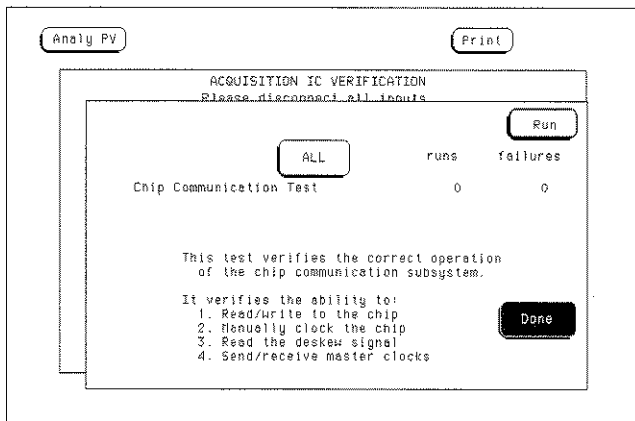 Analy PV
Print
ACQUISITION IC VERIFICATION
Please disconnect all inputs
Run
ALL
runs failures
Chip Communication Test 0 0
This test verifies the correct operation
of the chip communication subsystem.
It verifies the ability to:
1. Read/write to the chip
2. Manually clock the chip
3. Read the deskew signal
4. Send/receive master clocks
Done